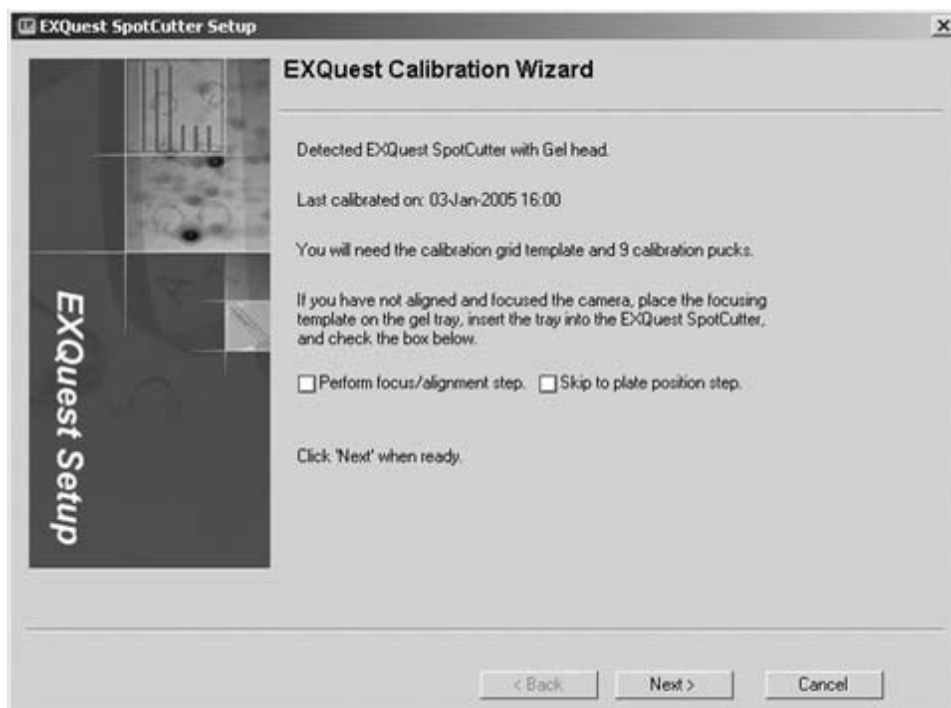 EXQuest SpotCutter Setup
EXQuest Calibration Wizard
Detected EXQuest SpotCutter with Gel head.
Last calibrated on: 03-Jan-2005 16:00
You will need the calibration grid template and 9 calibration pucks.
If you have not aligned and focused the camera, place the focusing
template on the gel tray, insert the tray into the EXQuest SpotCutter,
and check the box below.
Perform focus/alignment step. Skip to plate position step.
Click 'Next' when ready.
EXQuest Setup
< Back Next > Cancel